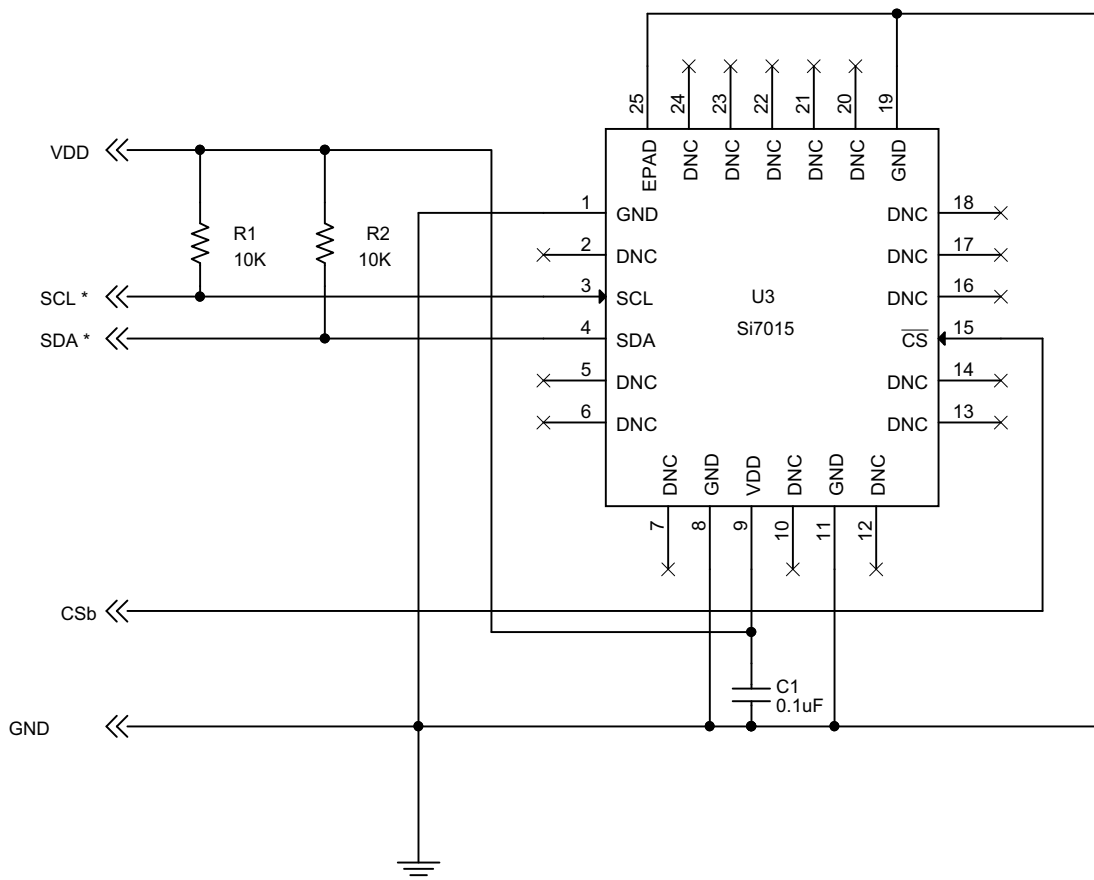 25
24
23
22
21
20
19
VDD
EPAD
DNC
DNC
DNC
DNC
DNC
GND
1
GND
DNC
18
R1
10K
R2
10K
2
DNC
DNC
17
SCL *
3
SCL
U3
Si7015
DNC
16
SDA *
4
SDA
CS
15
5
DNC
DNC
14
6
DNC
DNC
13
DNC
GND
VDD
DNC
GND
DNC
7
8
9
10
11
12
CSb
C1
0.1uF
GND